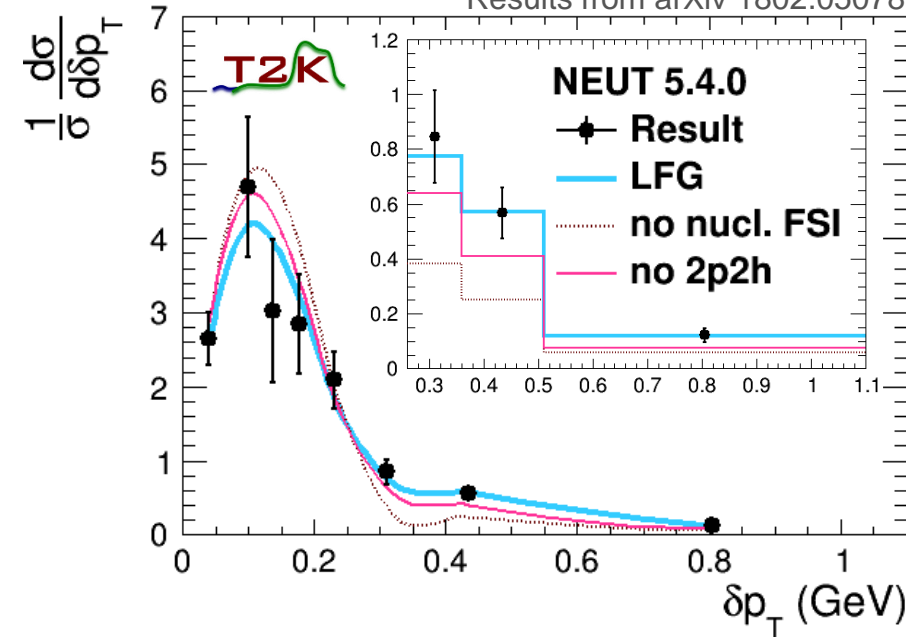 Results from arXiv 1802.05078
1 dσ
σ dδp_T
7
6
5
4
3
2
1
0
0 0.2 0.4 0.6 0.8 1
δp_T (GeV)
T2K
1.2
1
0.8
0.6
0.4
0.2
0
0.3 0.4 0.5 0.6 0.7 0.8 0.9 1 1.1
NEUT 5.4.0
Result
LFG
no nucl. FSI
no 2p2h